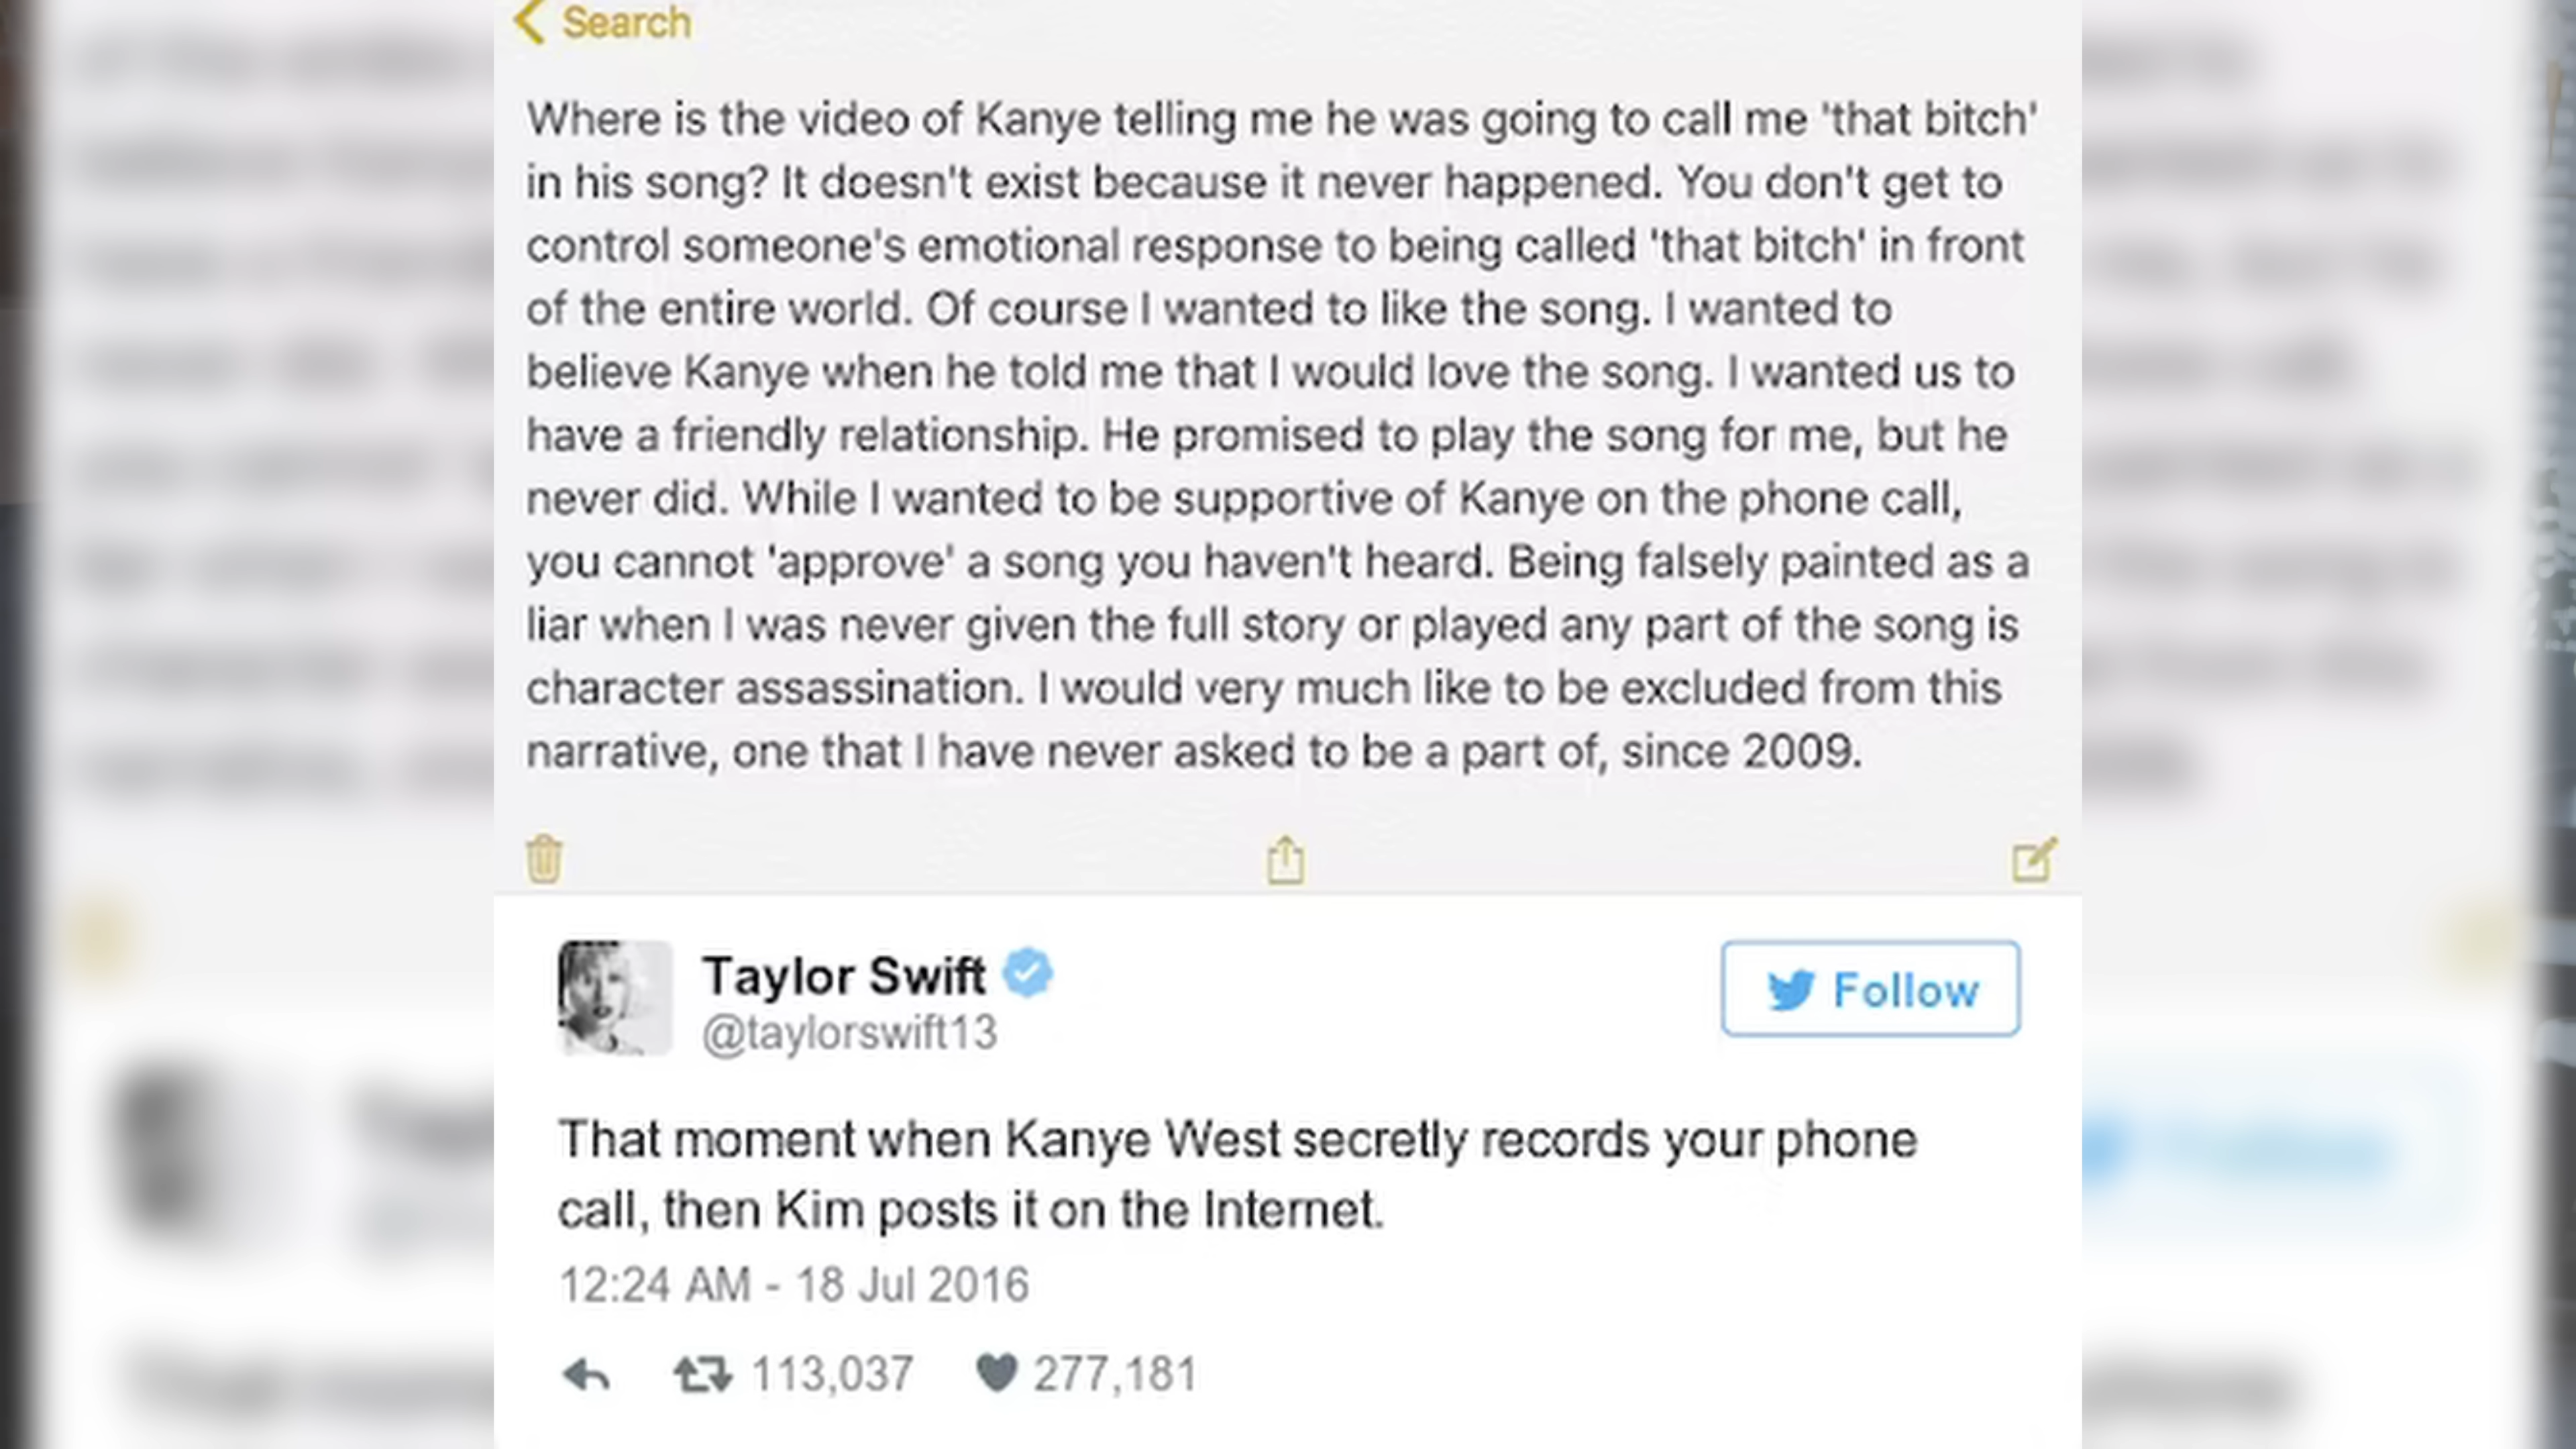 Search
Where is the video of Kanye telling me he was going to call me 'that bitch'
in his song? It doesn't exist because it never happened. You don't get to
control someone's emotional response to being called 'that bitch' in front
of the entire world. Of course I wanted to like the song. I wanted to
believe Kanye when he told me that I would love the song. I wanted us to
have a friendly relationship. He promised to play the song for me, but he
never did. While I wanted to be supportive of Kanye on the phone call,
you cannot 'approve' a song you haven't heard. Being falsely painted as a
liar when I was never given the full story or played any part of the song is
character assassination. I would very much like to be excluded from this
narrative, one that I have never asked to be a part of, since 2009.
Taylor Swift
@taylorswift13
Follow
That moment when Kanye West secretly records your phone
call, then Kim posts it on the Internet.
12:24 AM - 18 Jul 2016
113,037 277,181